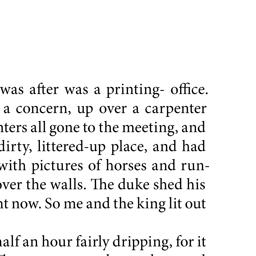 was after was a printing- office.
a concern, up over a carpenter
nters all gone to the meeting, and
dirty, littered-up place, and had
with pictures of horses and run-
over the walls. The duke shed his
ht now. So me and the king lit out
half an hour fairly dripping, for it